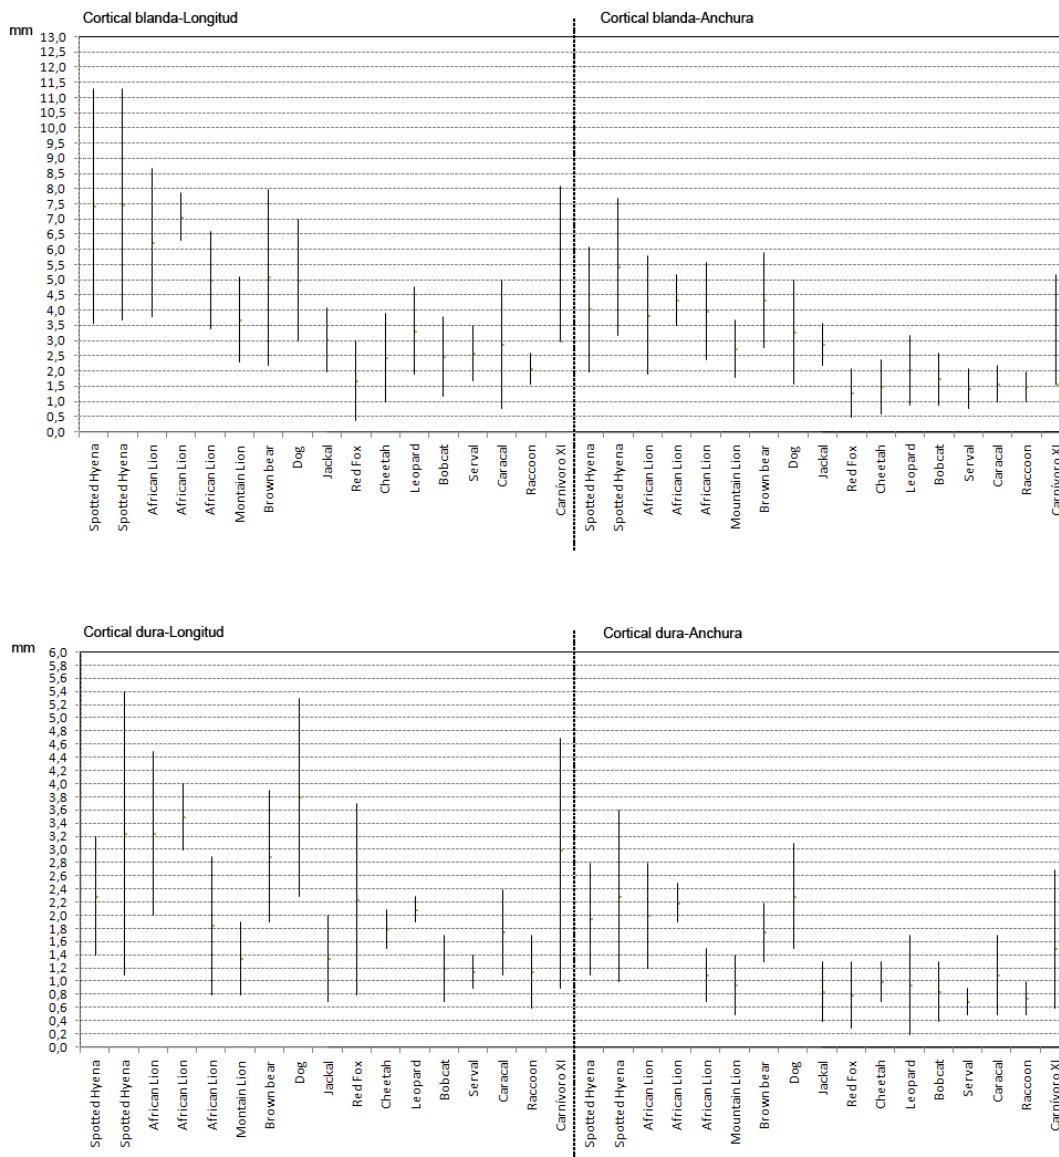 Cortical blanda-Longitud
Cortical blanda-Anchura
mm
13,0
12,5
12,0
11,5
11,0
10,5
10,0
9,5
9,0
8,5
8,0
7,5
7,0
6,5
6,0
5,5
5,0
4,5
4,0
3,5
3,0
2,5
2,0
1,5
1,0
0,5
0,0
Spotted Hyena
Spotted Hyena
African Lion
African Lion
African Lion
Montain Lion
Brown bear
Dog
Jackal
Red Fox
Cheetah
Leopard
Bobcat
Serval
Caracal
Raccoon
Carnívoro XI
Spotted Hyena
Spotted Hyena
African Lion
African Lion
African Lion
Mountain Lion
Brown bear
Dog
Jackal
Red Fox
Cheetah
Leopard
Bobcat
Serval
Caracal
Raccoon
Carnívoro XI
Cortical dura-Longitud
Cortical dura-Anchura
mm
6,0
5,8
5,6
5,4
5,2
5,0
4,8
4,6
4,4
4,2
4,0
3,8
3,6
3,4
3,2
3,0
2,8
2,6
2,4
2,2
2,0
1,8
1,6
1,4
1,2
1,0
0,8
0,6
0,4
0,2
0,0
Spotted Hyena
Spotted Hyena
African Lion
African Lion
African Lion
Montain Lion
Brown bear
Dog
Jackal
Red Fox
Cheetah
Leopard
Bobcat
Serval
Caracal
Raccoon
Carnívoro XI
Spotted Hyena
Spotted Hyena
African Lion
African Lion
African Lion
Mountain Lion
Brown bear
Dog
Jackal
Red Fox
Cheetah
Leopard
Bobcat
Serval
Caracal
Raccoon
Carnívoro XI